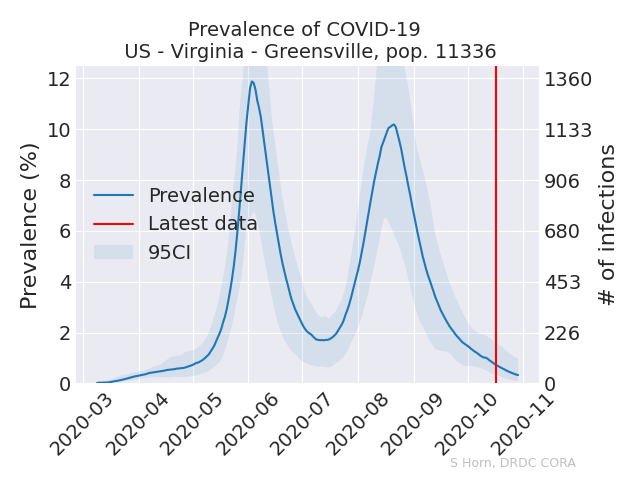 Prevalence of COVID-19
US - Virginia - Greensville, pop. 11336
Prevalence (%)
12
10
8
6
4
2
0
1360
1133
906
680
453
226
0
# of infections
Prevalence
Latest data
95CI
2020-03
2020-04
2020-05
2020-06
2020-07
2020-08
2020-09
2020-10
2020-11
S Horn, DRDC CORA